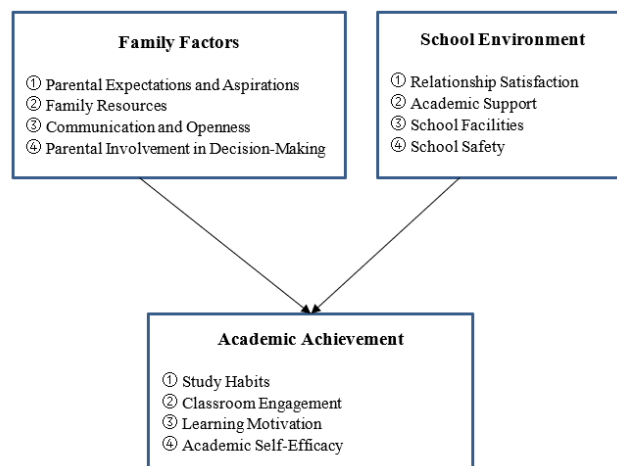 Family Factors
① Parental Expectations and Aspirations
② Family Resources
③ Communication and Openness
④ Parental Involvement in Decision-Making
School Environment
① Relationship Satisfaction
② Academic Support
③ School Facilities
④ School Safety
Academic Achievement
① Study Habits
② Classroom Engagement
③ Learning Motivation
④ Academic Self-Efficacy